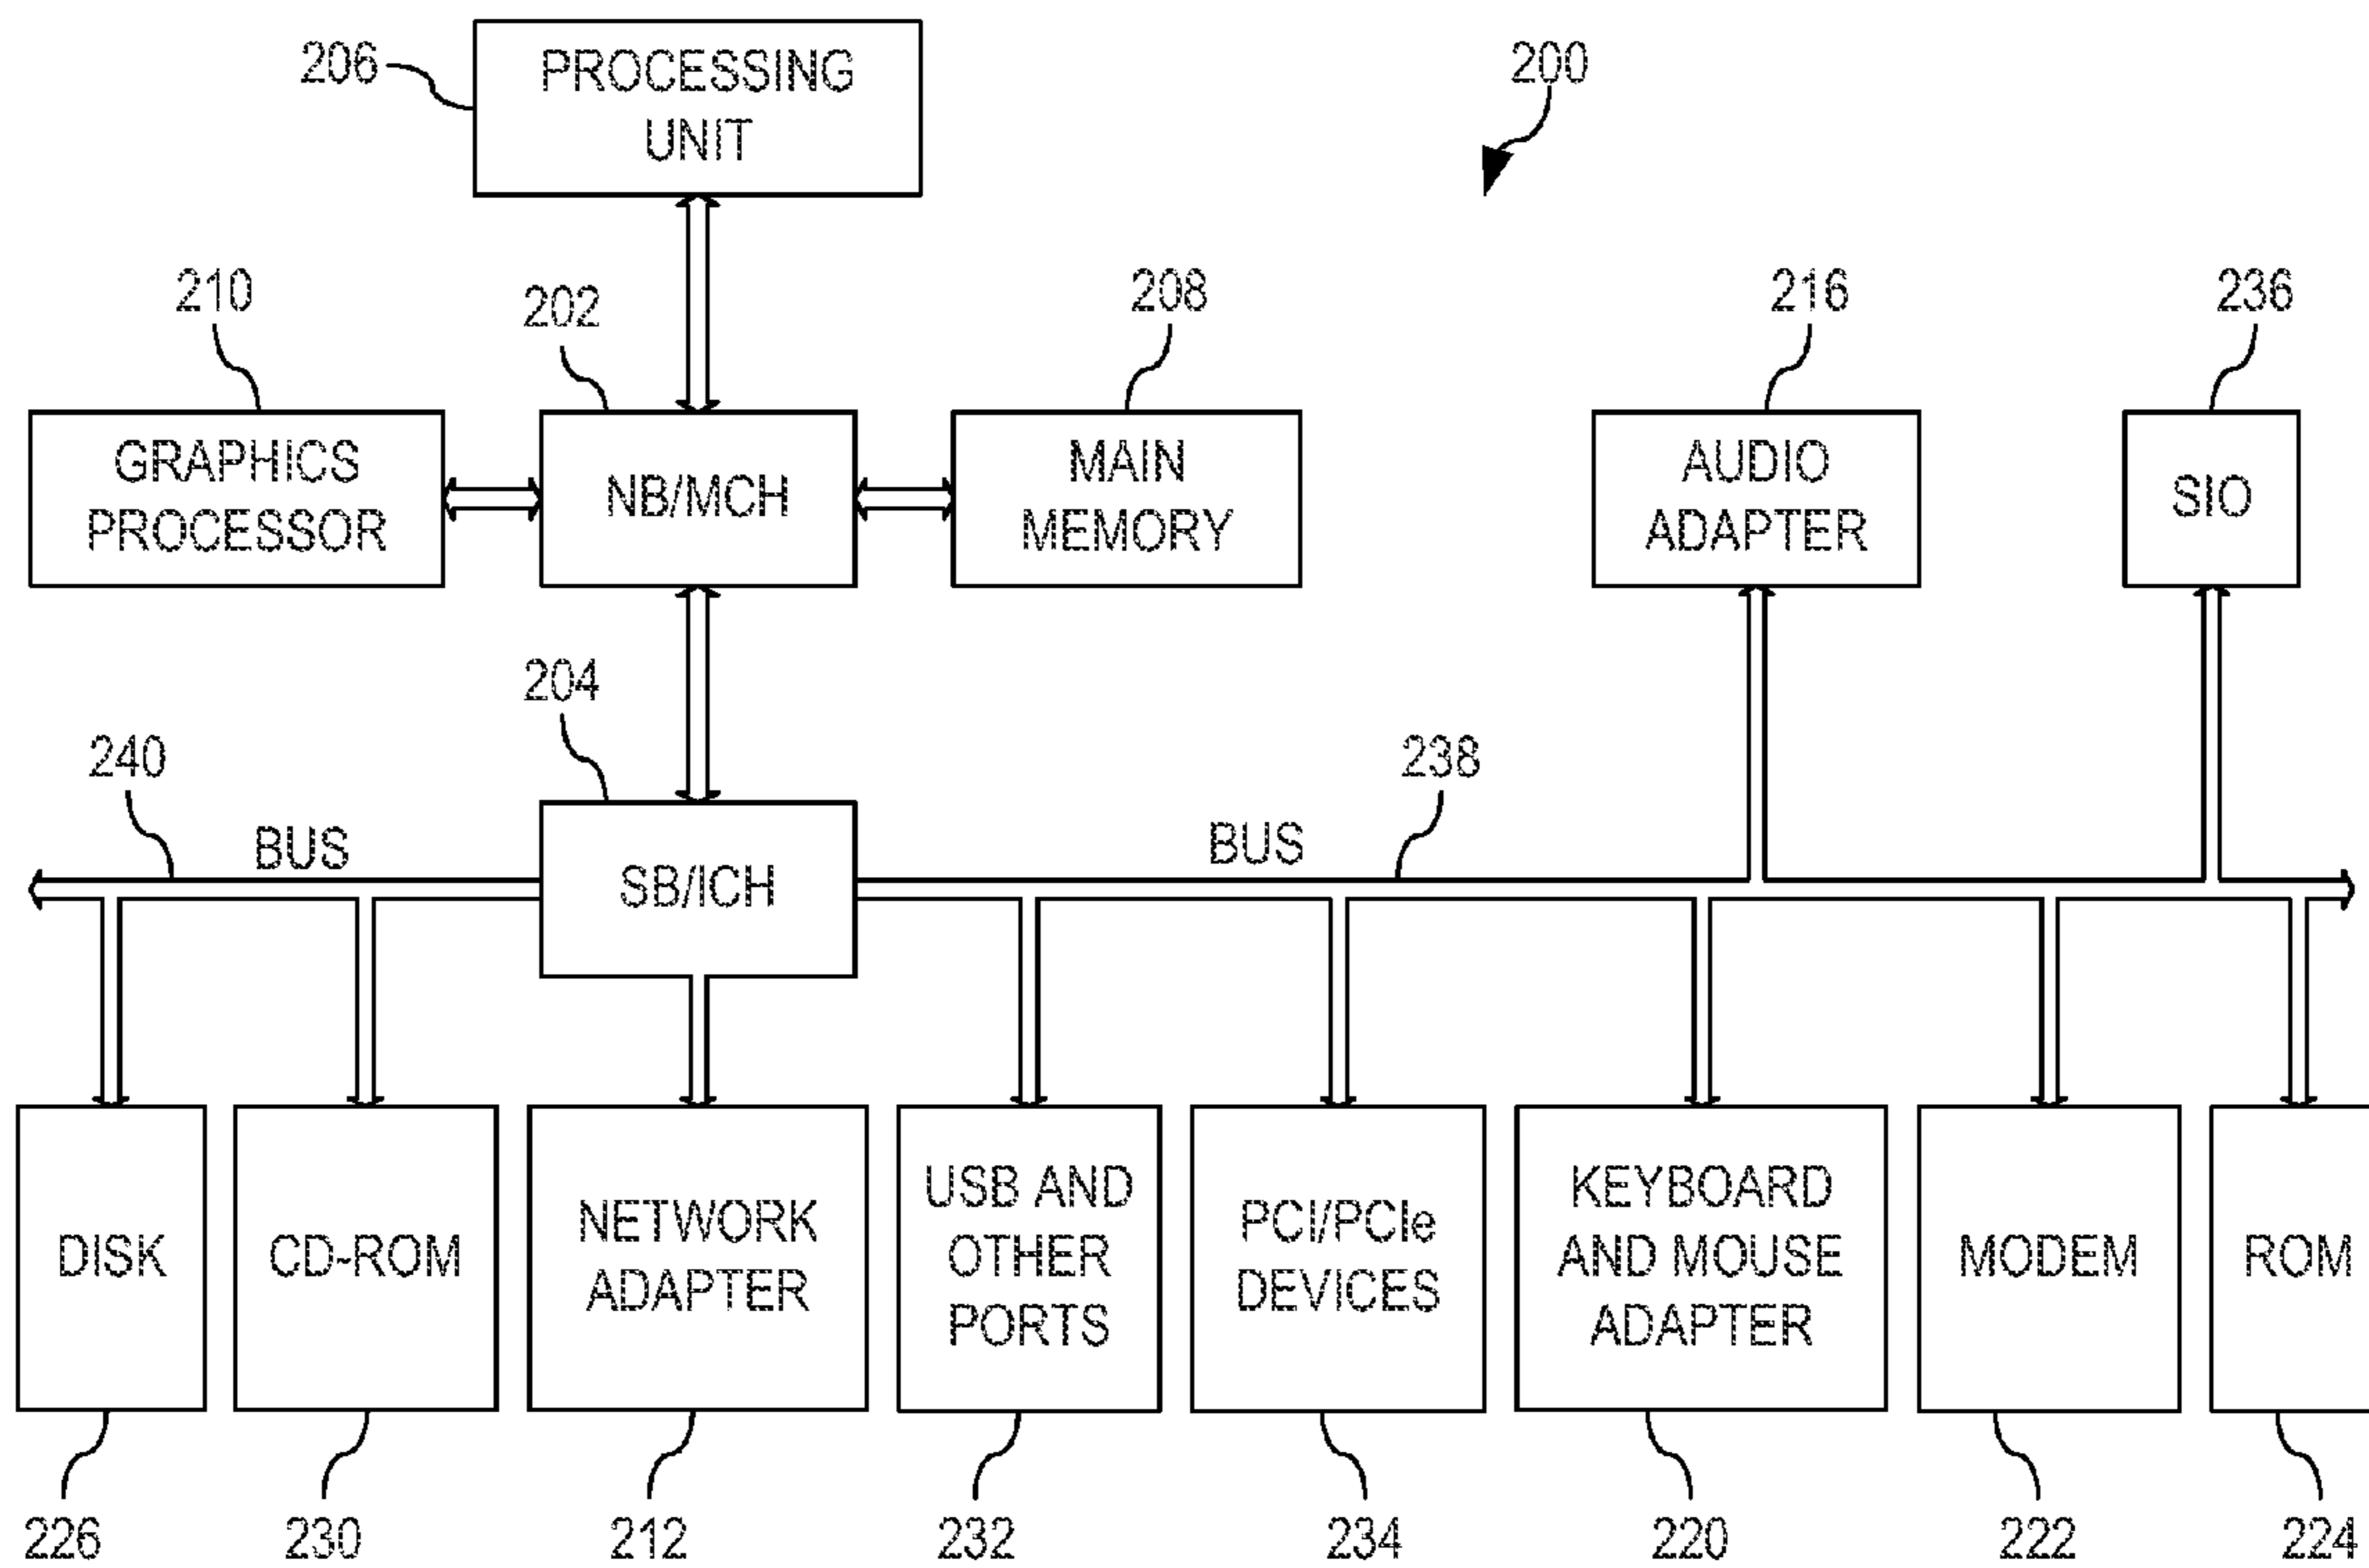 206
PROCESSING
UNIT
200
210
202
208
216
236
GRAPHICS
PROCESSOR
NB/MCH
MAIN
MEMORY
AUDIO
ADAPTER
SIO
204
240
238
BUS
BUS
SB/ICH
DISK
CD-ROM
NETWORK
ADAPTER
USB AND
OTHER
PORTS
PCI/PCIe
DEVICES
KEYBOARD
AND MOUSE
ADAPTER
MODEM
ROM
226
230
212
232
234
220
222
224